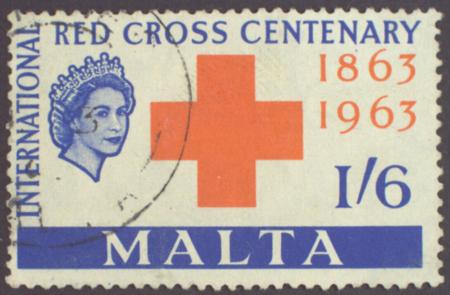 INTERNATIONAL
RED CROSS CENTENARY
1863
1963
1/6
MALTA